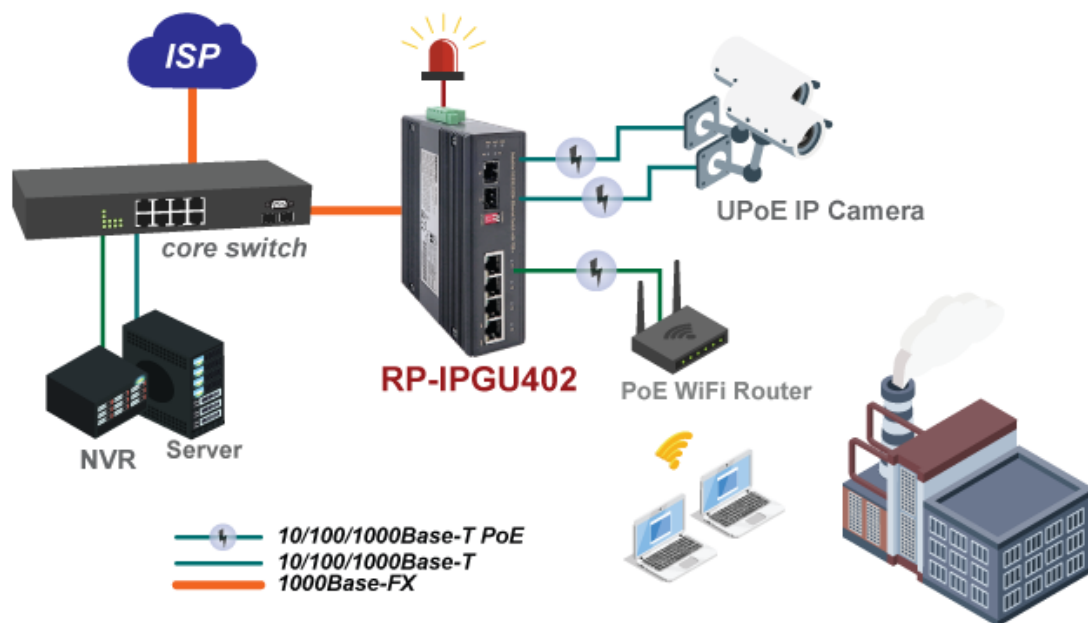 ISP
core switch
UPoE IP Camera
RP-IPGU402
PoE WiFi Router
NVR
Server
10/100/1000Base-T PoE
10/100/1000Base-T
1000Base-FX